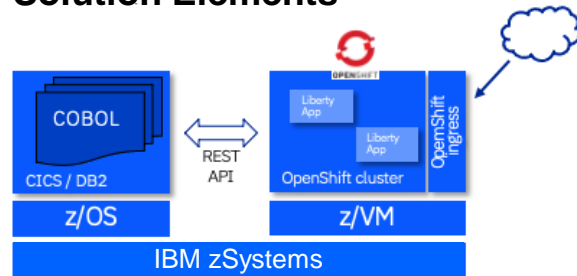 Solution Elements
OPENSHIFT
COBOL
Liberty
App
Liberty
App
OpemShift
ingress
REST
API
CICS / DB2
OpenShift cluster
z/OS
z/VM
IBM zSystems